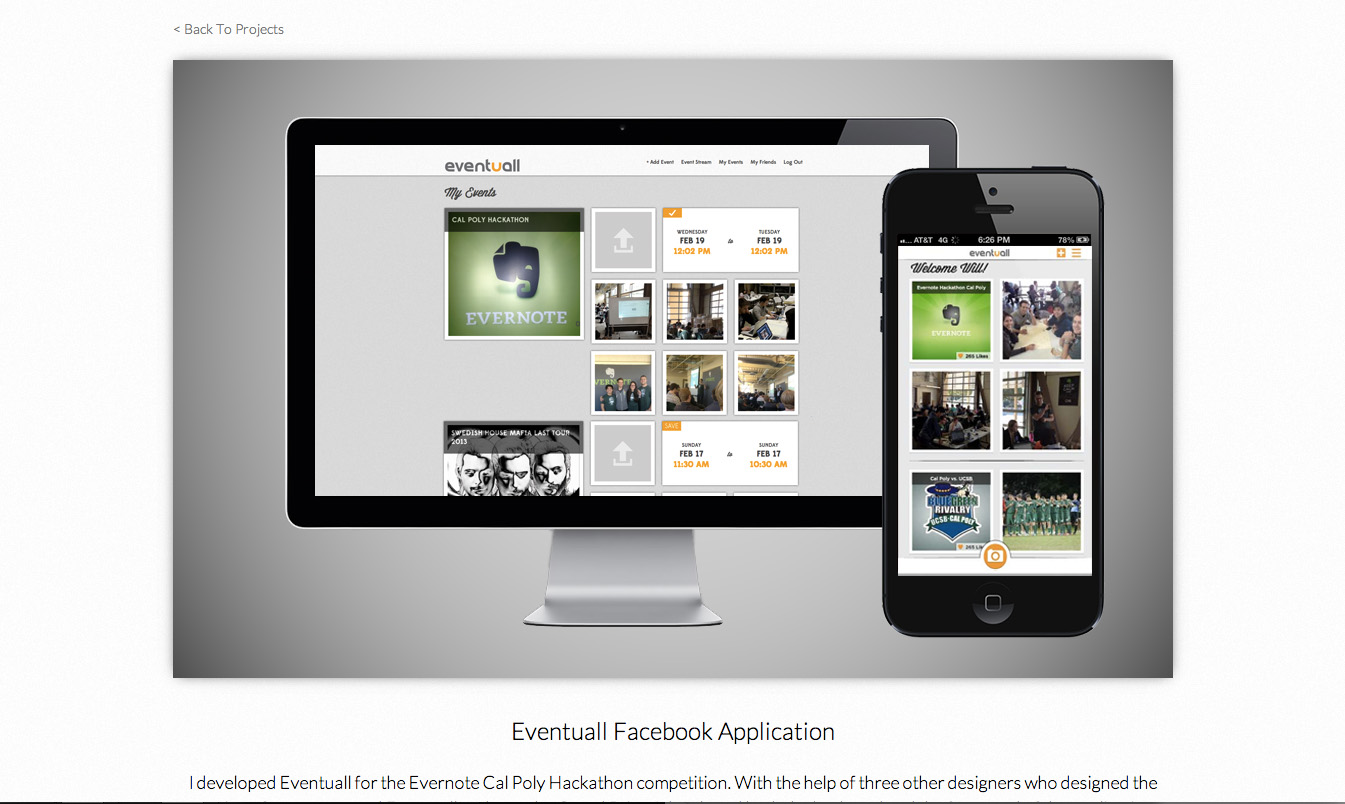 < Back To Projects
eventuall
+ Add Event Event Stream My Events My Friends Log Out
My Events
CAL POLY HACKATHON
EVERNOTE
WEDNESDAY
FEB 19
12:02 PM
to
TUESDAY
FEB 19
12:02 PM
SWEDISH HOUSE MAFIA LAST TOUR
2013
SAVE
SUNDAY
FEB 17
11:30 AM
to
SUNDAY
FEB 17
10:30 AM
AT&T 4G 6:26 PM 78%
eventuall
Welcome Will!
Evernote Hackathon Cal Poly
EVERNOTE
265 Likes
Cal Poly vs. UCSB
BLUEGREEN
RIVALRY
UCSB-CAL POLY
265
Eventuall Facebook Application
I developed Eventuall for the Evernote Cal Poly Hackathon competition. With the help of three other designers who designed the